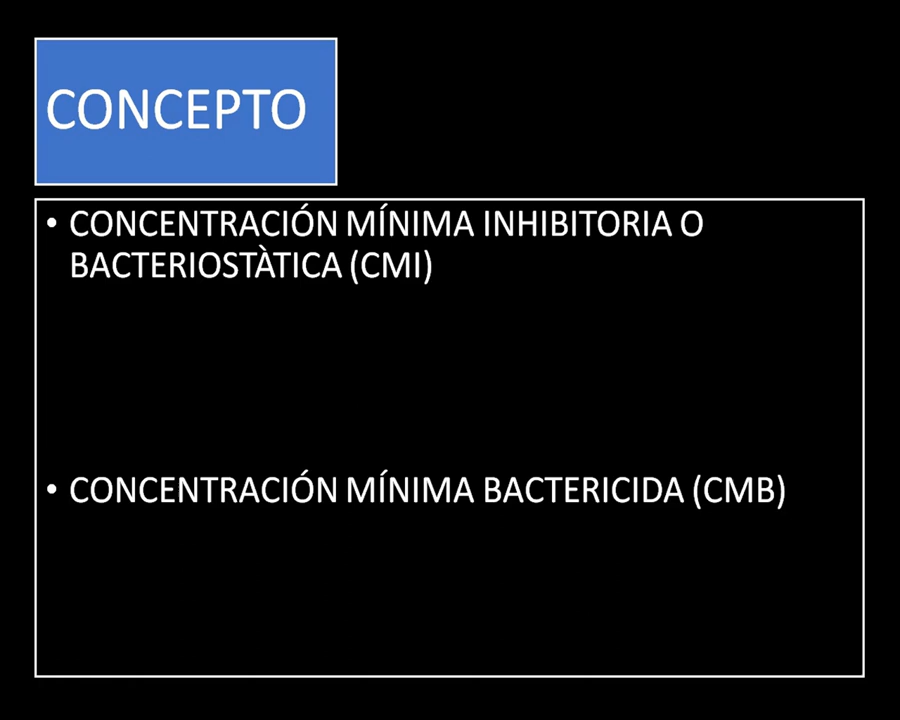 CONCEPTO
• CONCENTRACIÓN MÍNIMA INHIBITORIA O
BACTERIOSTÀTICA (CMI)
• CONCENTRACIÓN MÍNIMA BACTERICIDA (CMB)